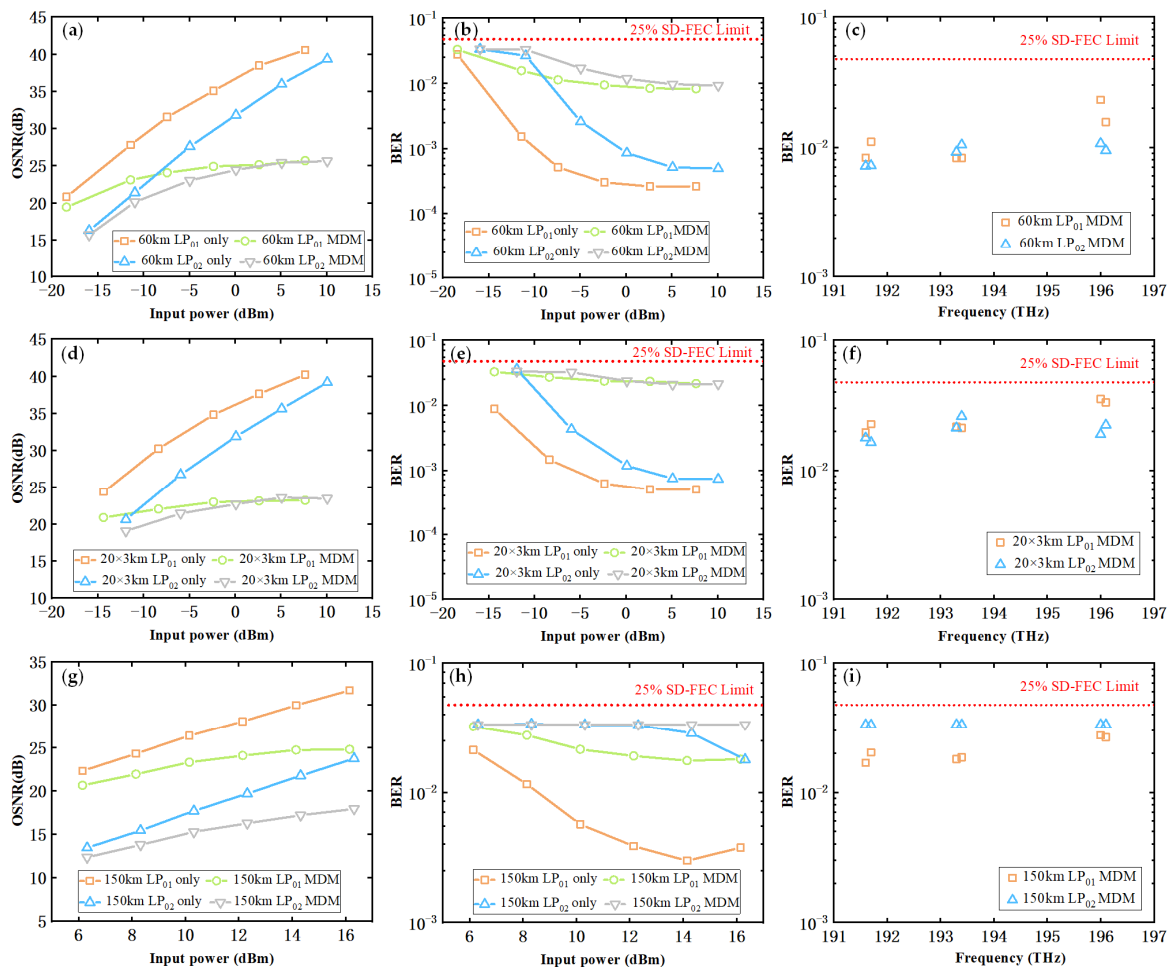 (a)
45
40
35
30
25
20
15
10
OSNR(dB)
60km LP01 only 60km LP01 MDM
60km LP02 only 60km LP02 MDM
−20 −15 −10 −5 0 5 10 15
Input power (dBm)
(b)
25% SD-FEC Limit
10−1
10−2
10−3
10−4
10−5
BER
60km LP01only 60km LP01MDM
60km LP02only 60km LP02 MDM
−20 −15 −10 −5 0 5 10 15
Input power (dBm)
(c)
25% SD-FEC Limit
10−1
10−2
10−3
BER
60km LP01 MDM
60km LP02 MDM
191 192 193 194 195 196 197
Frequency (THz)
(d)
45
40
35
30
25
20
15
10
OSNR(dB)
20×3km LP01 only 20×3km LP01 MDM
20×3km LP02 only 20×3km LP02 MDM
−20 −15 −10 −5 0 5 10 15
Input power (dBm)
(e)
25% SD-FEC Limit
10−1
10−2
10−3
10−4
10−5
BER
20×3km LP01 only 20×3km LP01 MDM
20×3km LP02 only 20×3km LP02 MDM
−20 −15 −10 −5 0 5 10 15
Input power (dBm)
(f)
25% SD-FEC Limit
10−1
10−2
10−3
BER
20×3km LP01 MDM
20×3km LP02 MDM
191 192 193 194 195 196 197
Frequency (THz)
(g)
35
30
25
20
15
10
5
OSNR(dB)
150km LP01 only 150km LP01 MDM
150km LP02 only 150km LP02 MDM
6 8 10 12 14 16
Input power (dBm)
(h)
25% SD-FEC Limit
10−1
10−2
10−3
BER
150km LP01 only 150km LP01 MDM
150km LP02 only 150km LP02 MDM
6 8 10 12 14 16
Input power (dBm)
(i)
25% SD-FEC Limit
10−1
10−2
10−3
BER
150km LP01 MDM
150km LP02 MDM
191 192 193 194 195 196 197
Frequency (THz)